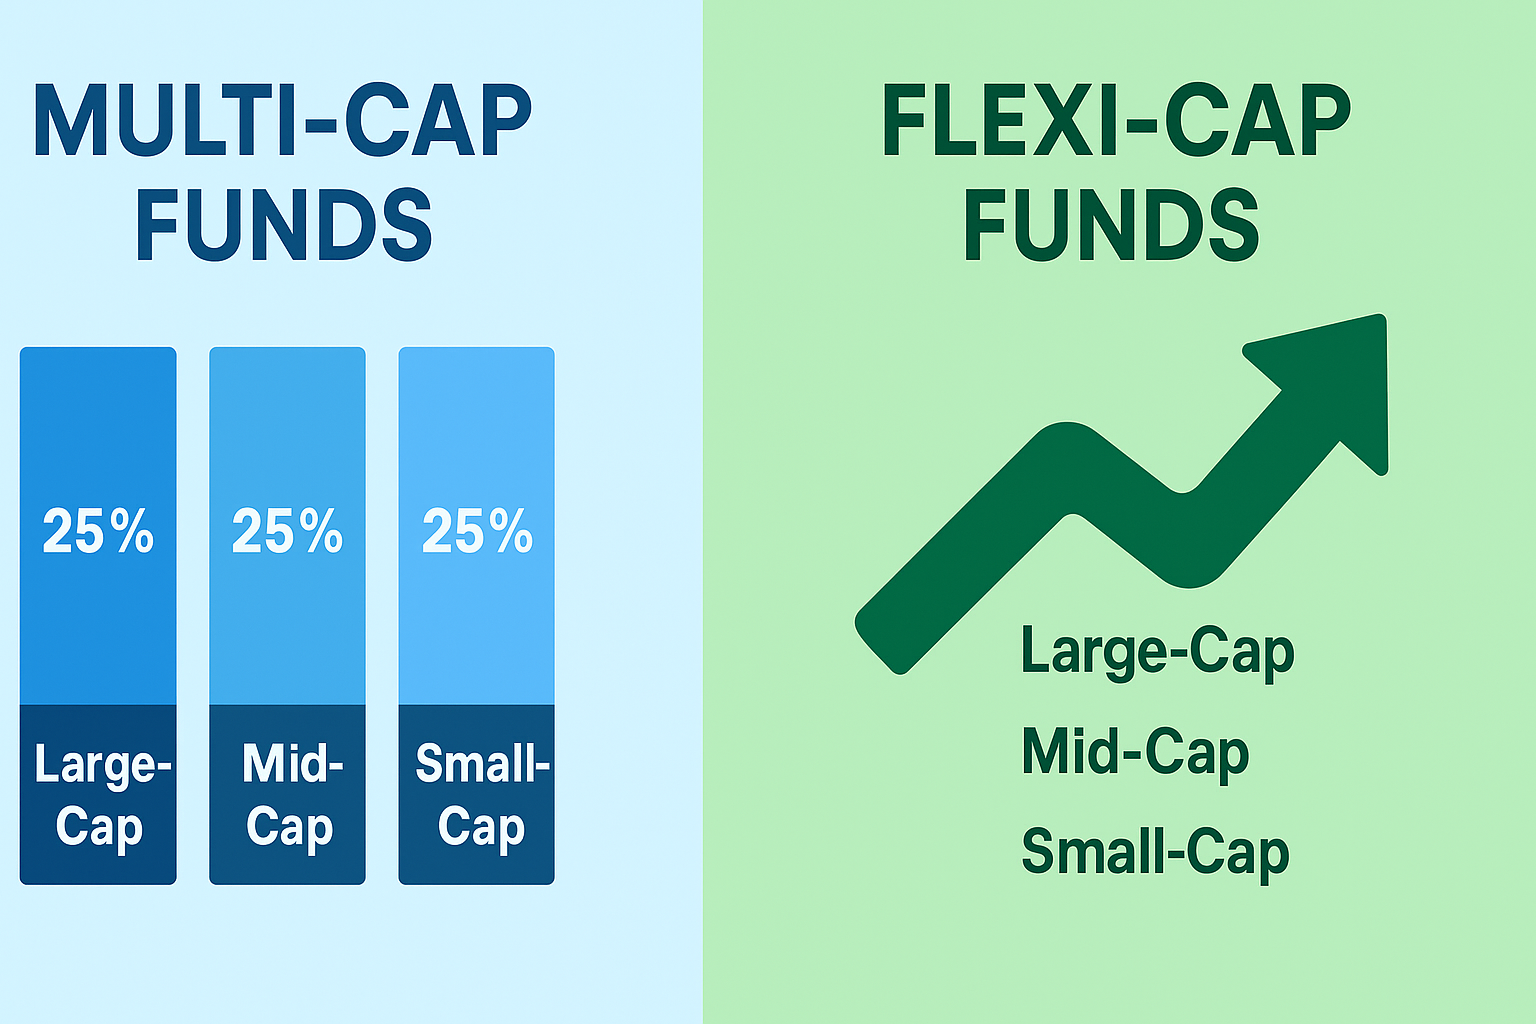 MULTI-CAP
FUNDS
25%
25%
25%
Large-
Cap
Mid-
Cap
Small-
Cap
FLEXI-CAP
FUNDS
Large-Cap
Mid-Cap
Small-Cap